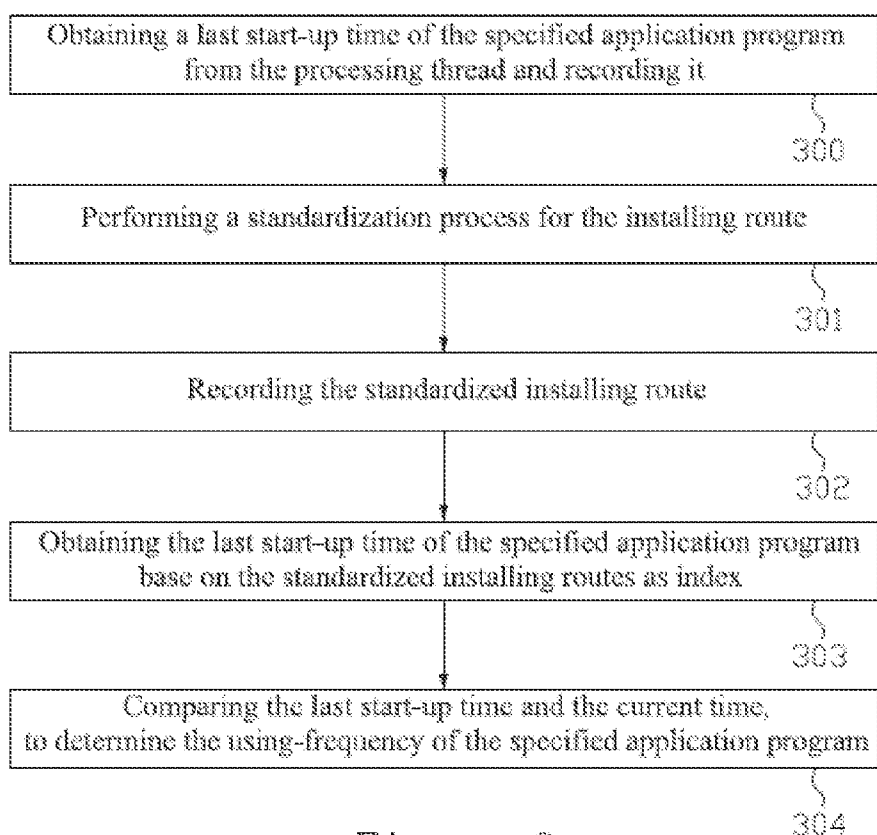 Obtaining a last start-up time of the specified application program
from the processing thread and recording it
300
Performing a standardization process for the installing route
301
Recording the standardized installing route
302
Obtaining the last start-up time of the specified application program
base on the standardized installing routes as index
303
Comparing the last start-up time and the current time,
to determine the using-frequency of the specified application program
304